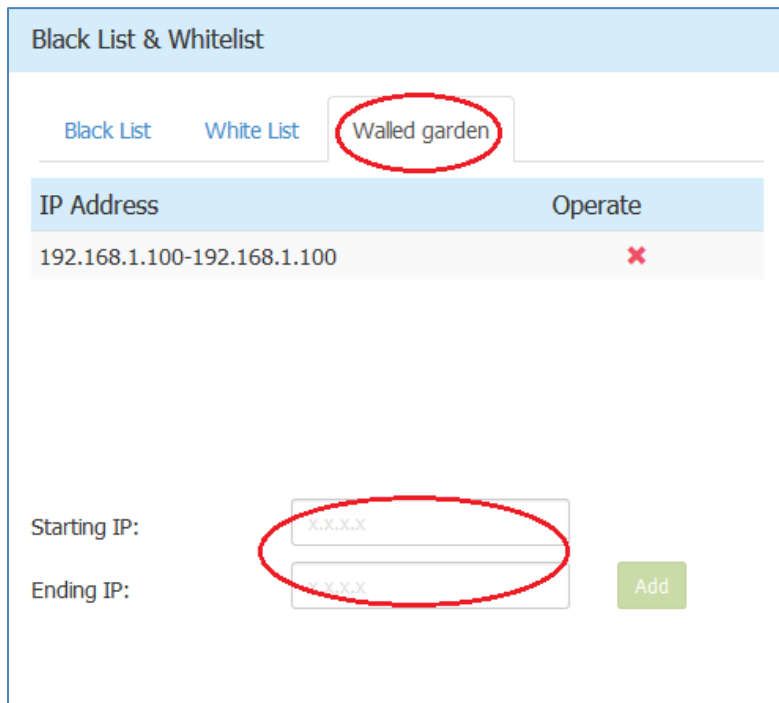 Black List & Whitelist
Black List White List Walled garden
IP Address Operate
192.168.1.100-192.168.1.100
Starting IP: x.x.x.x
Ending IP: x.x.x.x Add